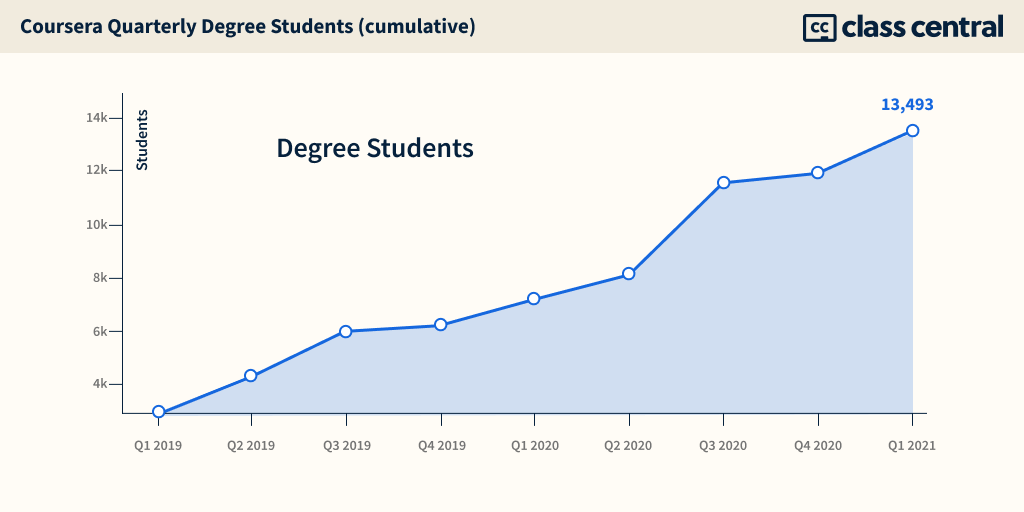 Coursera Quarterly Degree Students (cumulative)
cc class central
13,493
Students
Degree Students
14k
12k
10k
8k
6k
4k
Q1 2019 Q2 2019 Q3 2019 Q4 2019 Q1 2020 Q2 2020 Q3 2020 Q4 2020 Q1 2021